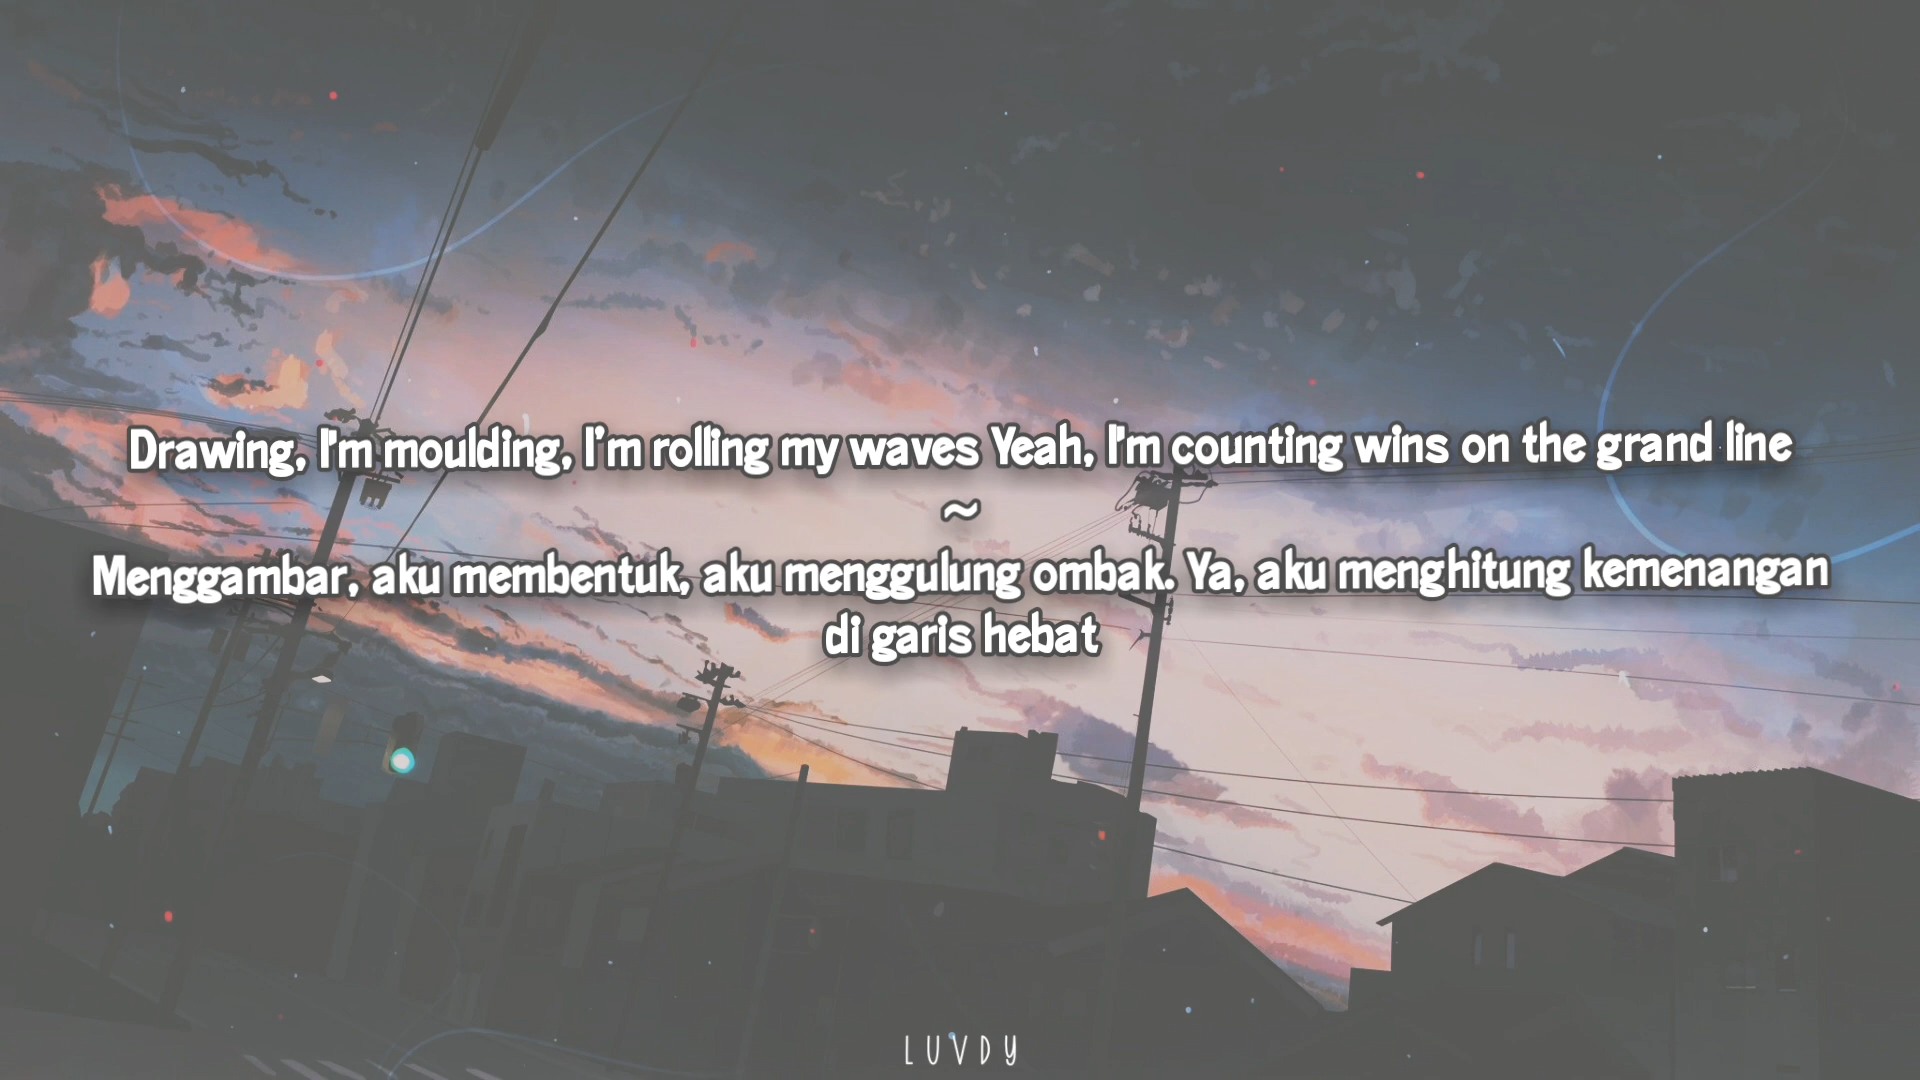 Drawing, I'm moulding, I'm rolling my waves Yeah, I'm counting wins on the grand line
~
Menggambar, aku membentuk, aku menggulung ombak. Ya, aku menghitung kemenangan
di garis hebat
LUVDY